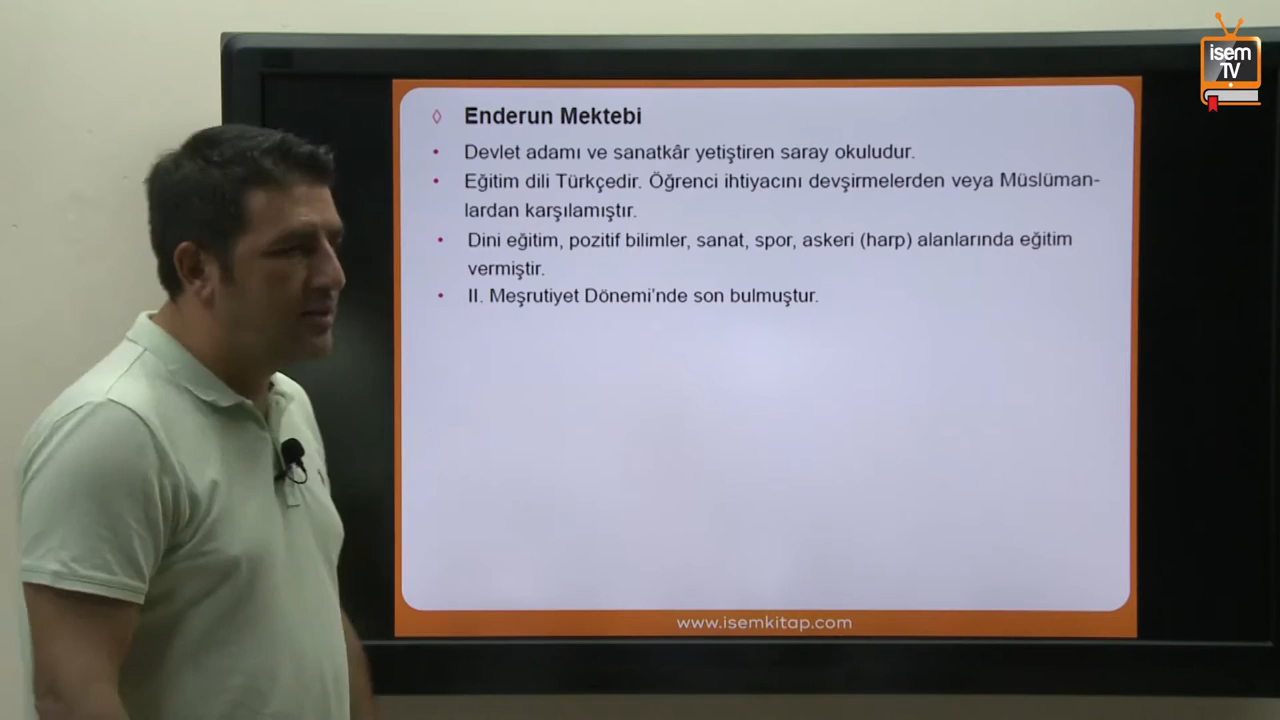 isem
TV
Enderun Mektebi
• Devlet adamı ve sanatkâr yetiştiren saray okuludur.
• Eğitim dili Türkçedir. Öğrenci ihtiyacını devşirmelerden veya Müslüman-
lardan karşılamıştır.
• Dini eğitim, pozitif bilimler, sanat, spor, askeri (harp) alanlarında eğitim
vermiştir.
• II. Meşrutiyet Dönemi'nde son bulmuştur.
www.isemkitap.com